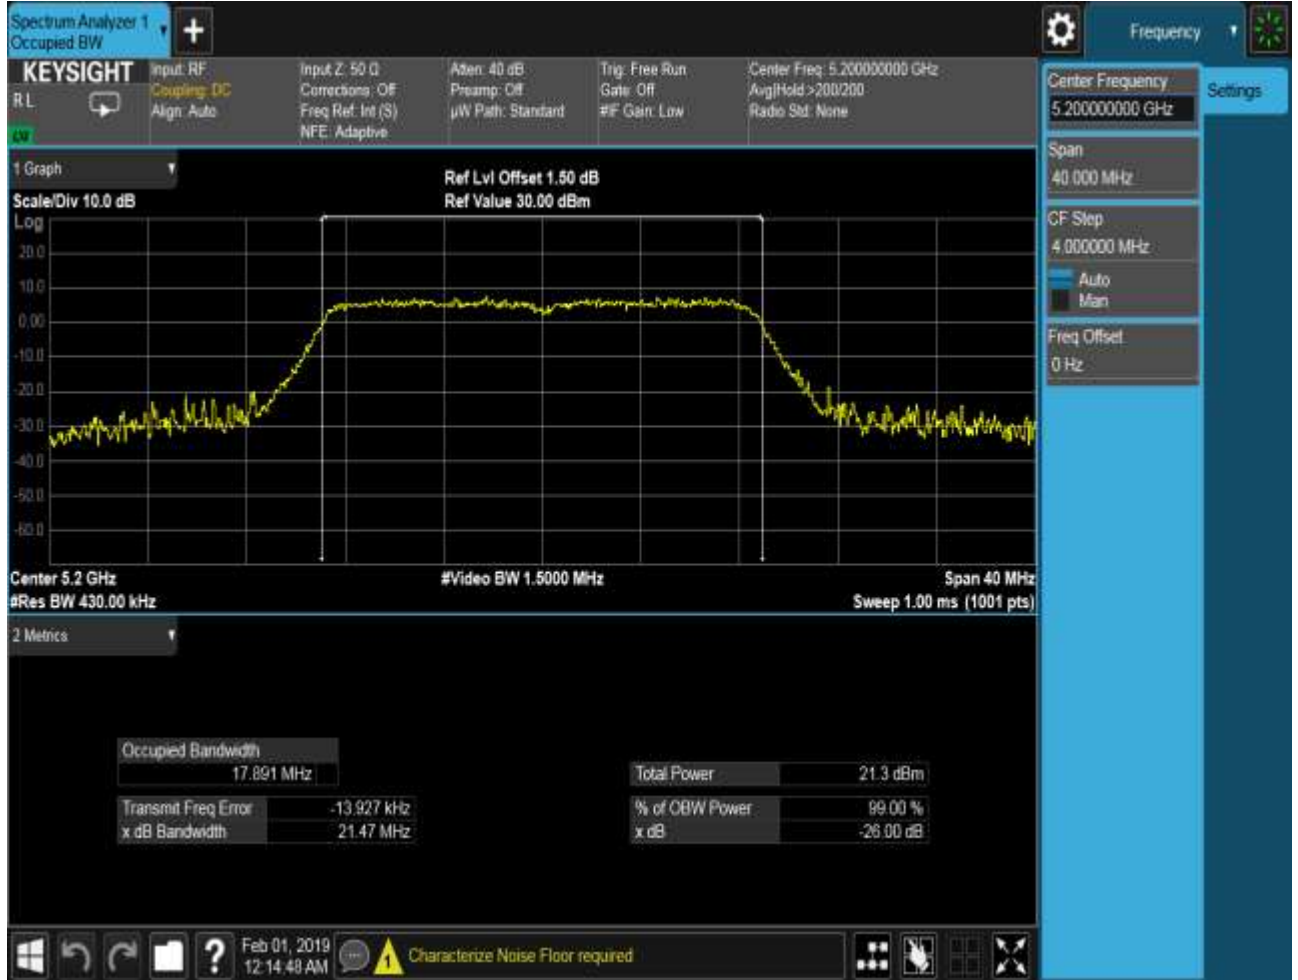 Spectrum Analyzer 1
Occupied BW
Frequency
KEYSIGHT
R L
Input: RF
Coupling: DC
Align: Auto
Input Z: 50 Ω
Corrections: Off
Freq Ref: Int (S)
NFE: Adaptive
Atten: 40 dB
Preamp: Off
µW Path: Standard
Trig: Free Run
Gate: Off
#IF Gain: Low
Center Freq: 5.200000000 GHz
Avg|Hold:>200/200
Radio Std: None
Center Frequency
5.200000000 GHz
Settings
Span
40.000 MHz
CF Step
4.000000 MHz
Auto
Man
Freq Offset
0 Hz
1 Graph
Scale/Div 10.0 dB
Ref Lvl Offset 1.50 dB
Ref Value 30.00 dBm
Log
20.0
10.0
0.00
-10.0
-20.0
-30.0
-40.0
-50.0
-60.0
Center 5.2 GHz
#Video BW 1.5000 MHz
Span 40 MHz
#Res BW 430.00 kHz
Sweep 1.00 ms (1001 pts)
2 Metrics
Occupied Bandwidth
17.891 MHz
Total Power 21.3 dBm
Transmit Freq Error -13.927 kHz
% of OBW Power 99.00 %
x dB Bandwidth 21.47 MHz
x dB -26.00 dB
Feb 01, 2019
12:14:48 AM
?
1
Characterize Noise Floor required